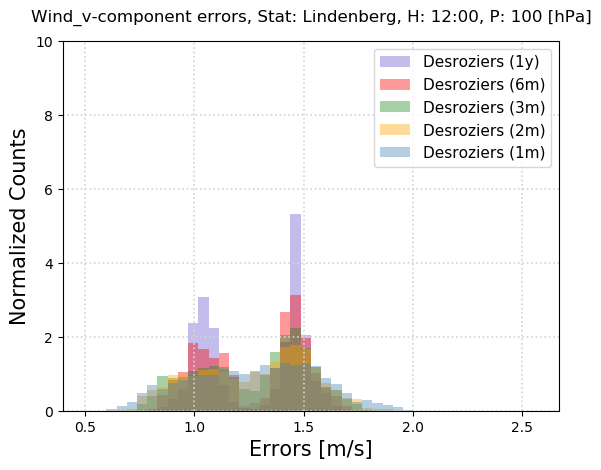 Wind_v-component errors, Stat: Lindenberg, H: 12:00, P: 100 [hPa]
10
8
6
4
2
0
Normalized Counts
Desroziers (1y)
Desroziers (6m)
Desroziers (3m)
Desroziers (2m)
Desroziers (1m)
0.5 1.0 1.5 2.0 2.5
Errors [m/s]